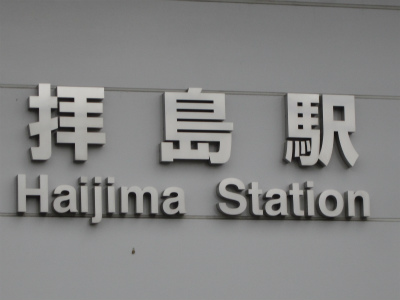 拝島駅
Haijima Station